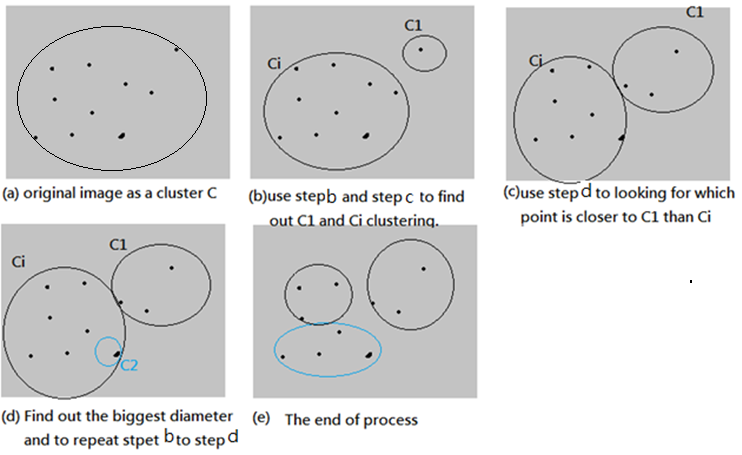 C1
Ci
C1
Ci
(a) original image as a cluster C
(b)use stepb and step c to find
out C1 and Ci clustering.
(c)use step d to looking for which
point is closer to C1 than Ci
Ci
C1
C2
(d) Find out the biggest diameter
and to repeat stpet b to step d
(e) The end of process